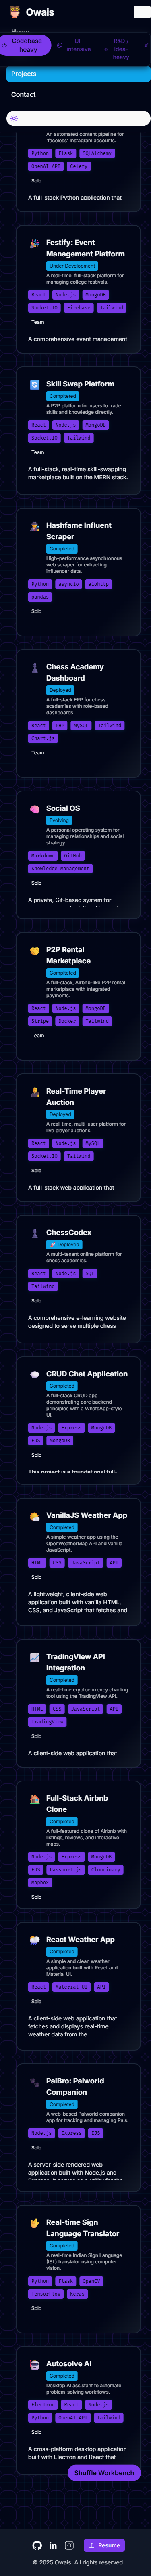 Owais
Home
Codebase-
heavy
UI-
Intensive
R&D /
Idea-
heavy
Projects
Contact
An automated content pipeline for
'faceless' Instagram accounts.
Python Flask SQLAlchemy
OpenAI API Celery
Solo
A full-stack Python application that
Festify: Event
Management Platform
Under Development
A real-time, full-stack platform for
managing college festivals.
React Node.js MongoDB
Socket.IO Firebase Tailwind
Team
A comprehensive event management
Skill Swap Platform
Completed
A P2P platform for users to trade
skills and knowledge directly.
React Node.js MongoDB
Socket.IO Tailwind
Team
A full-stack, real-time skill-swapping
marketplace built on the MERN stack.
Hashfame Influent
Scraper
Completed
High-performance asynchronous
web scraper for extracting
influencer data.
Python asyncio aiohttp
pandas
Solo
Chess Academy
Dashboard
Deployed
A full-stack ERP for chess
academies with role-based
dashboards.
React PHP MySQL Tailwind
Chart.js
Team
Social OS
Evolving
A personal operating system for
managing relationships and social
strategy.
Markdown GitHub
Knowledge Management
Solo
A private, Git-based system for
P2P Rental
Marketplace
Completed
A full-stack, Airbnb-like P2P rental
marketplace with integrated
payments.
React Node.js MongoDB
Stripe Docker Tailwind
Team
Real-Time Player
Auction
Deployed
A real-time, multi-user platform for
live player auctions.
React Node.js MySQL
Socket.IO Tailwind
Solo
A full-stack web application that
ChessCodex
Deployed
A multi-tenant online platform for
chess academies.
React Node.js SQL
Tailwind
Solo
A comprehensive e-learning website
designed to serve multiple chess
CRUD Chat Application
Completed
A full-stack CRUD app
demonstrating core backend
principles with a WhatsApp-style
UI.
Node.js Express MongoDB
EJS MongoDB
Solo
This project is a foundational full-
VanillaJS Weather App
Completed
A simple weather app using the
OpenWeatherMap API and vanilla
JavaScript.
HTML CSS JavaScript API
Solo
A lightweight, client-side web
application built with vanilla HTML,
CSS, and JavaScript that fetches and
TradingView API
Integration
Completed
A real-time cryptocurrency charting
tool using the TradingView API.
HTML CSS JavaScript API
TradingView
Solo
A client-side web application that
Full-Stack Airbnb
Clone
Completed
A full-featured clone of Airbnb with
listings, reviews, and interactive
maps.
Node.js Express MongoDB
EJS Passport.js Cloudinary
Mapbox
Solo
React Weather App
Completed
A simple and clean weather
application built with React and
Material UI.
React Material UI API
Solo
A client-side web application that
fetches and displays real-time
weather data from the
PalBro: Palworld
Companion
Completed
A web-based Palworld companion
app for tracking and managing Pals.
Node.js Express EJS
Solo
A server-side rendered web
application built with Node.js and
Real-time Sign
Language Translator
Completed
A real-time Indian Sign Language
(ISL) translator using computer
vision.
Python Flask OpenCV
TensorFlow Keras
Solo
Autosolve AI
Completed
Desktop AI assistant to automate
problem-solving workflows.
Electron React Node.js
Python OpenAI API Tailwind
Solo
A cross-platform desktop application
built with Electron and React that
Shuffle Workbench
Resume
© 2025 Owais. All rights reserved.